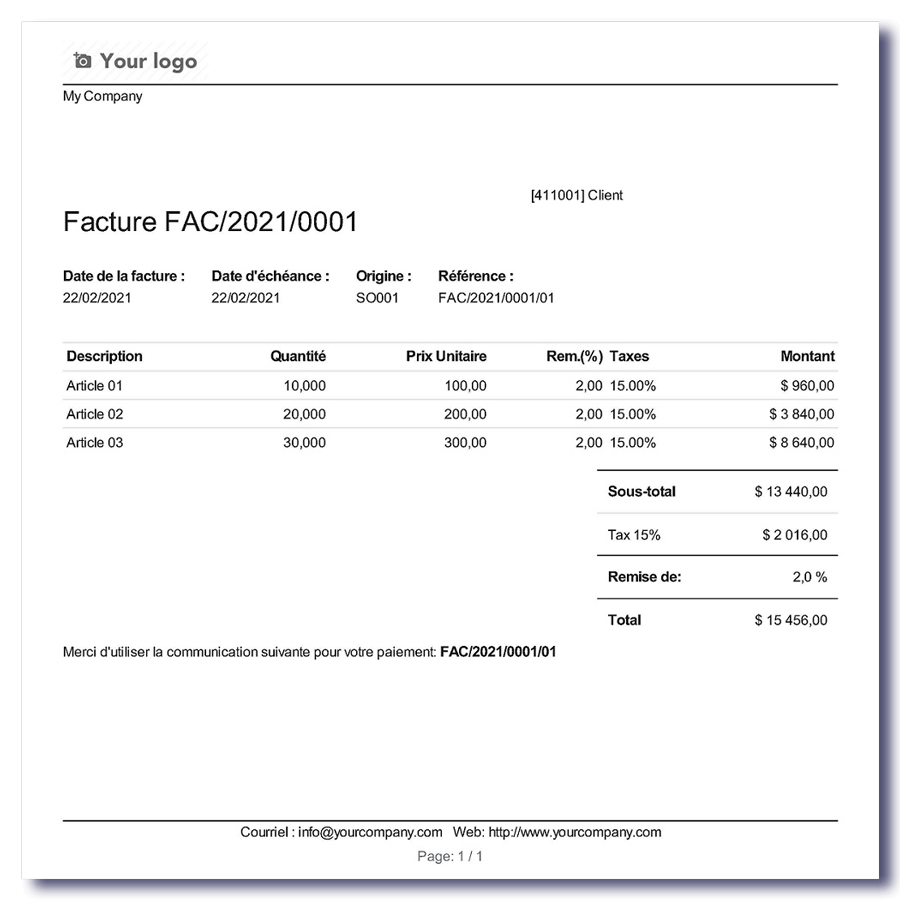 Your logo
My Company
[411001] Client
Facture FAC/2021/0001
Date de la facture : Date d'échéance : Origine : Référence :
22/02/2021 22/02/2021 SO001 FAC/2021/0001/01
Description Quantité Prix Unitaire Rem.(%) Taxes Montant
Article 01 10,000 100,00 2,00 15.00% $ 960,00
Article 02 20,000 200,00 2,00 15.00% $ 3 840,00
Article 03 30,000 300,00 2,00 15.00% $ 8 640,00
Sous-total $ 13 440,00
Tax 15% $ 2 016,00
Remise de: 2,0 %
Total $ 15 456,00
Merci d'utiliser la communication suivante pour votre paiement: FAC/2021/0001/01
Courriel : info@yourcompany.com Web: http://www.yourcompany.com
Page: 1 / 1